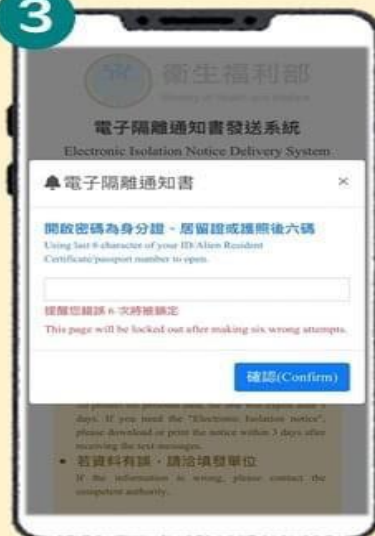 3
衛生福利部
Ministry of Health and Welfare
電子隔離通知書發送系統
Electronic Isolation Notice Delivery System
電子隔離通知書
×
開啟密碼為身分證、居留證或護照後六碼
Using last 6 character of your ID/Alien Resident
Certificate/passport number to open.
提醒您錯誤 6 次將被鎖定
This page will be locked out after making six wrong attempts.
確認(Confirm)
days. If you need the "Electronic Isolation notice",
please download or print the notice within 3 days after
receiving the text messages.
• 若資料有誤，請洽填發單位
If the information is wrong, please contact the
competent authority.